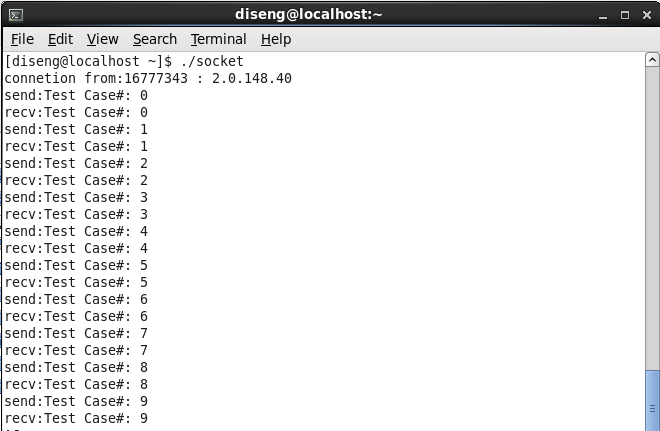 diseng@localhost:~
File Edit View Search Terminal Help
[diseng@localhost ~]$ ./socket
connetion from:16777343 : 2.0.148.40
send:Test Case#: 0
recv:Test Case#: 0
send:Test Case#: 1
recv:Test Case#: 1
send:Test Case#: 2
recv:Test Case#: 2
send:Test Case#: 3
recv:Test Case#: 3
send:Test Case#: 4
recv:Test Case#: 4
send:Test Case#: 5
recv:Test Case#: 5
send:Test Case#: 6
recv:Test Case#: 6
send:Test Case#: 7
recv:Test Case#: 7
send:Test Case#: 8
recv:Test Case#: 8
send:Test Case#: 9
recv:Test Case#: 9